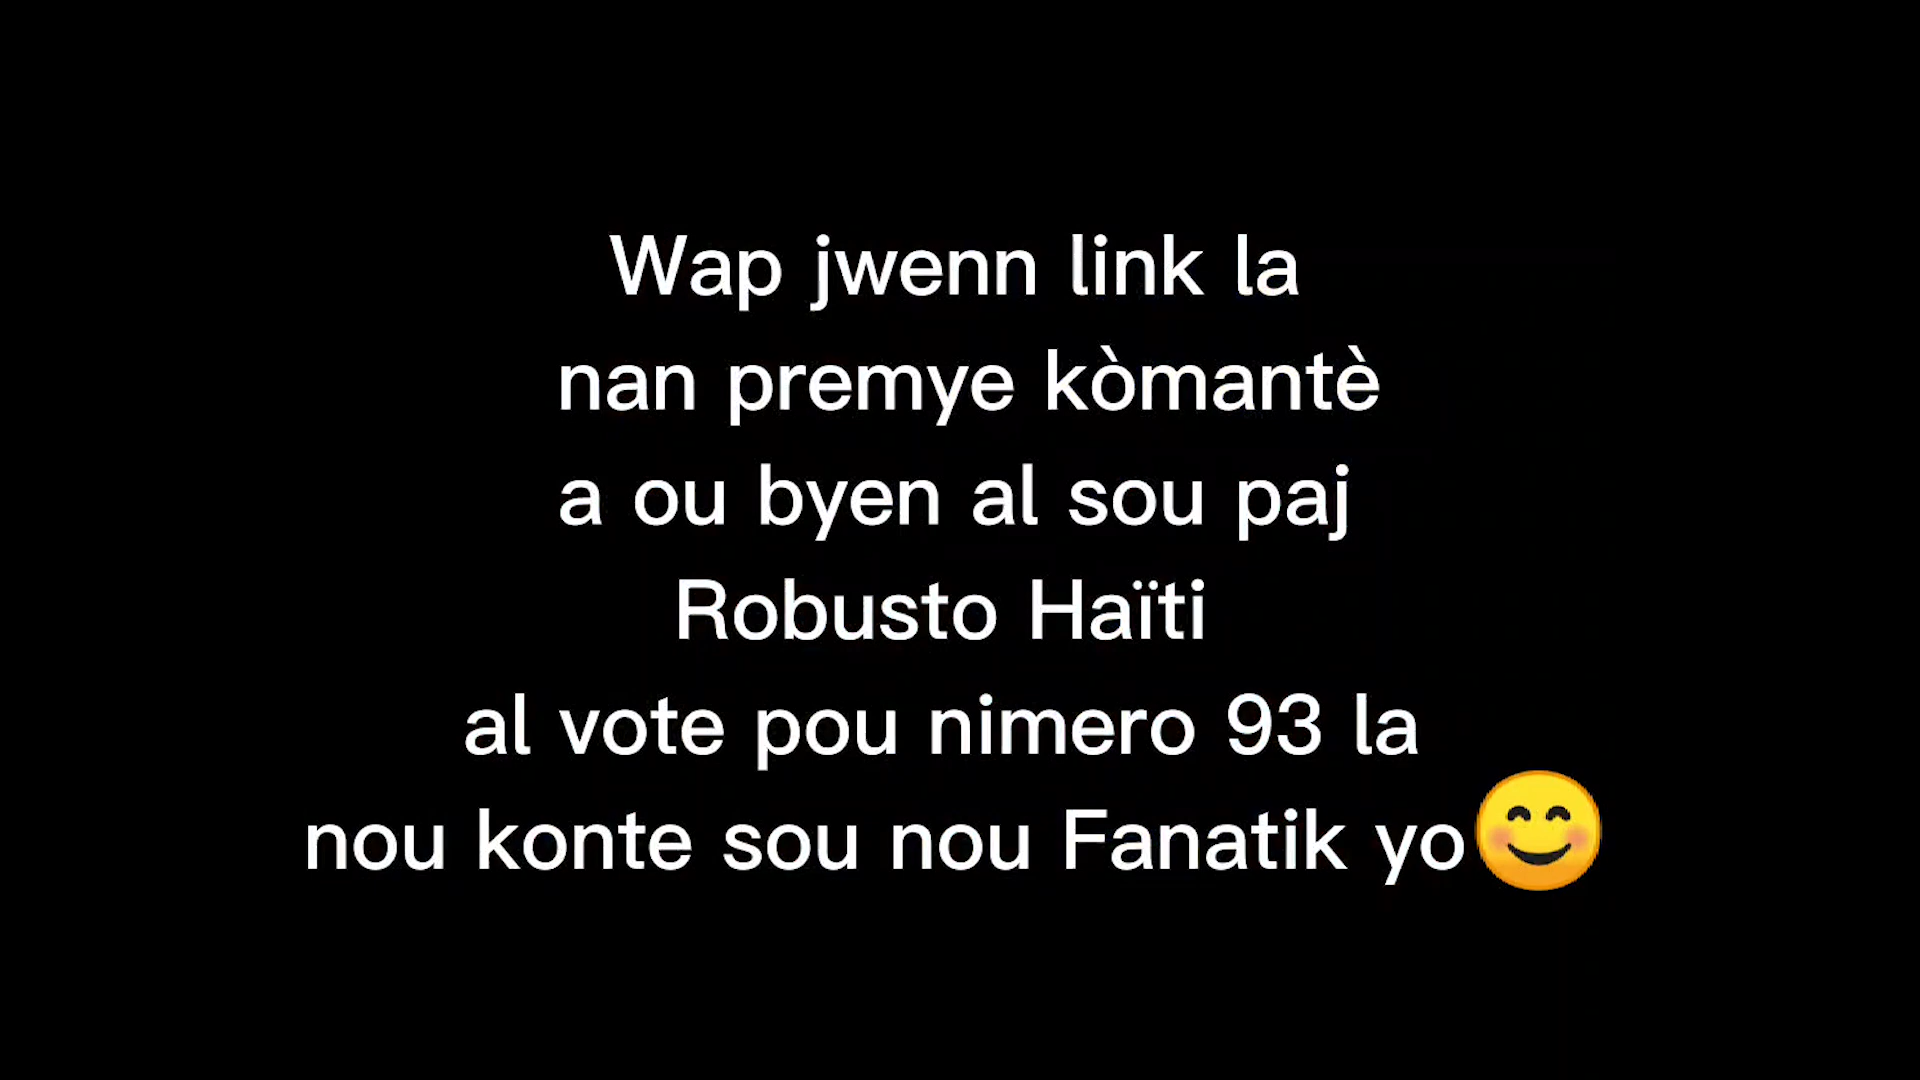 Wap jwenn link la
nan premye kòmantè
a ou byen al sou paj
Robusto Haïti
al vote pou nimero 93 la
nou konte sou nou Fanatik yo😊